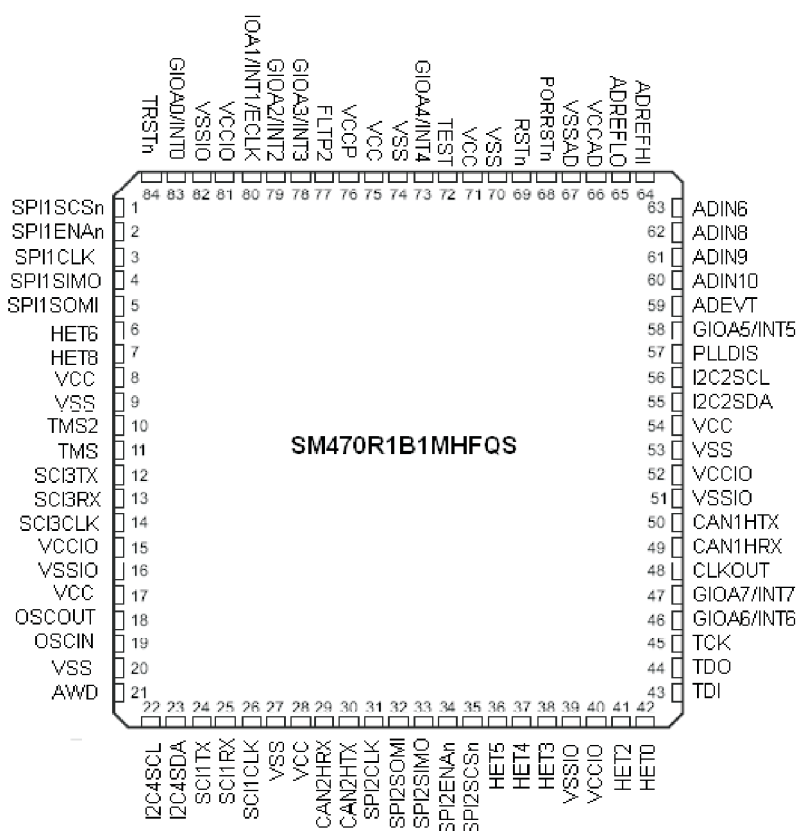 TRSTn GIOA0/INT0 VSSIO VCCIO IOA1/INT1/ECLK GIOA2/INT2 GIOA3/INT3 FLTP2 VCCP VCC VSS GIOA4/INT4 TEST VCC VSS RSTn PORRSTn VSSAD VCCAD ADREFLO ADREFHI
84 83 82 81 80 79 78 77 76 75 74 73 72 71 70 69 68 67 66 65 64
SPI1SCSn 1
SPI1ENAn 2
SPI1CLK 3
SPI1SIMO 4
SPI1SOMI 5
HET6 6
HET8 7
VCC 8
VSS 9
TMS2 10
TMS 11
SCI3TX 12
SCI3RX 13
SCI3CLK 14
VCCIO 15
VSSIO 16
VCC 17
OSCOUT 18
OSCIN 19
VSS 20
AWD 21
SM470R1B1MHFQS
63 ADIN6
62 ADIN8
61 ADIN9
60 ADIN10
59 ADEVT
58 GIOA5/INT5
57 PLLDIS
56 I2C2SCL
55 I2C2SDA
54 VCC
53 VSS
52 VCCIO
51 VSSIO
50 CAN1HTX
49 CAN1HRX
48 CLKOUT
47 GIOA7/INT7
46 GIOA6/INT6
45 TCK
44 TDO
43 TDI
22 23 24 25 26 27 28 29 30 31 32 33 34 35 36 37 38 39 40 41 42
I2C4SCL I2C4SDA SCI1TX SCI1RX SCI1CLK VSS VCC CAN2HRX CAN2HTX SPI2CLK SPI2SOMI SPI2SIMO SPI2ENAn SPI2SCSn HET5 HET4 HET3 VSSIO VCCIO HET2 HET0